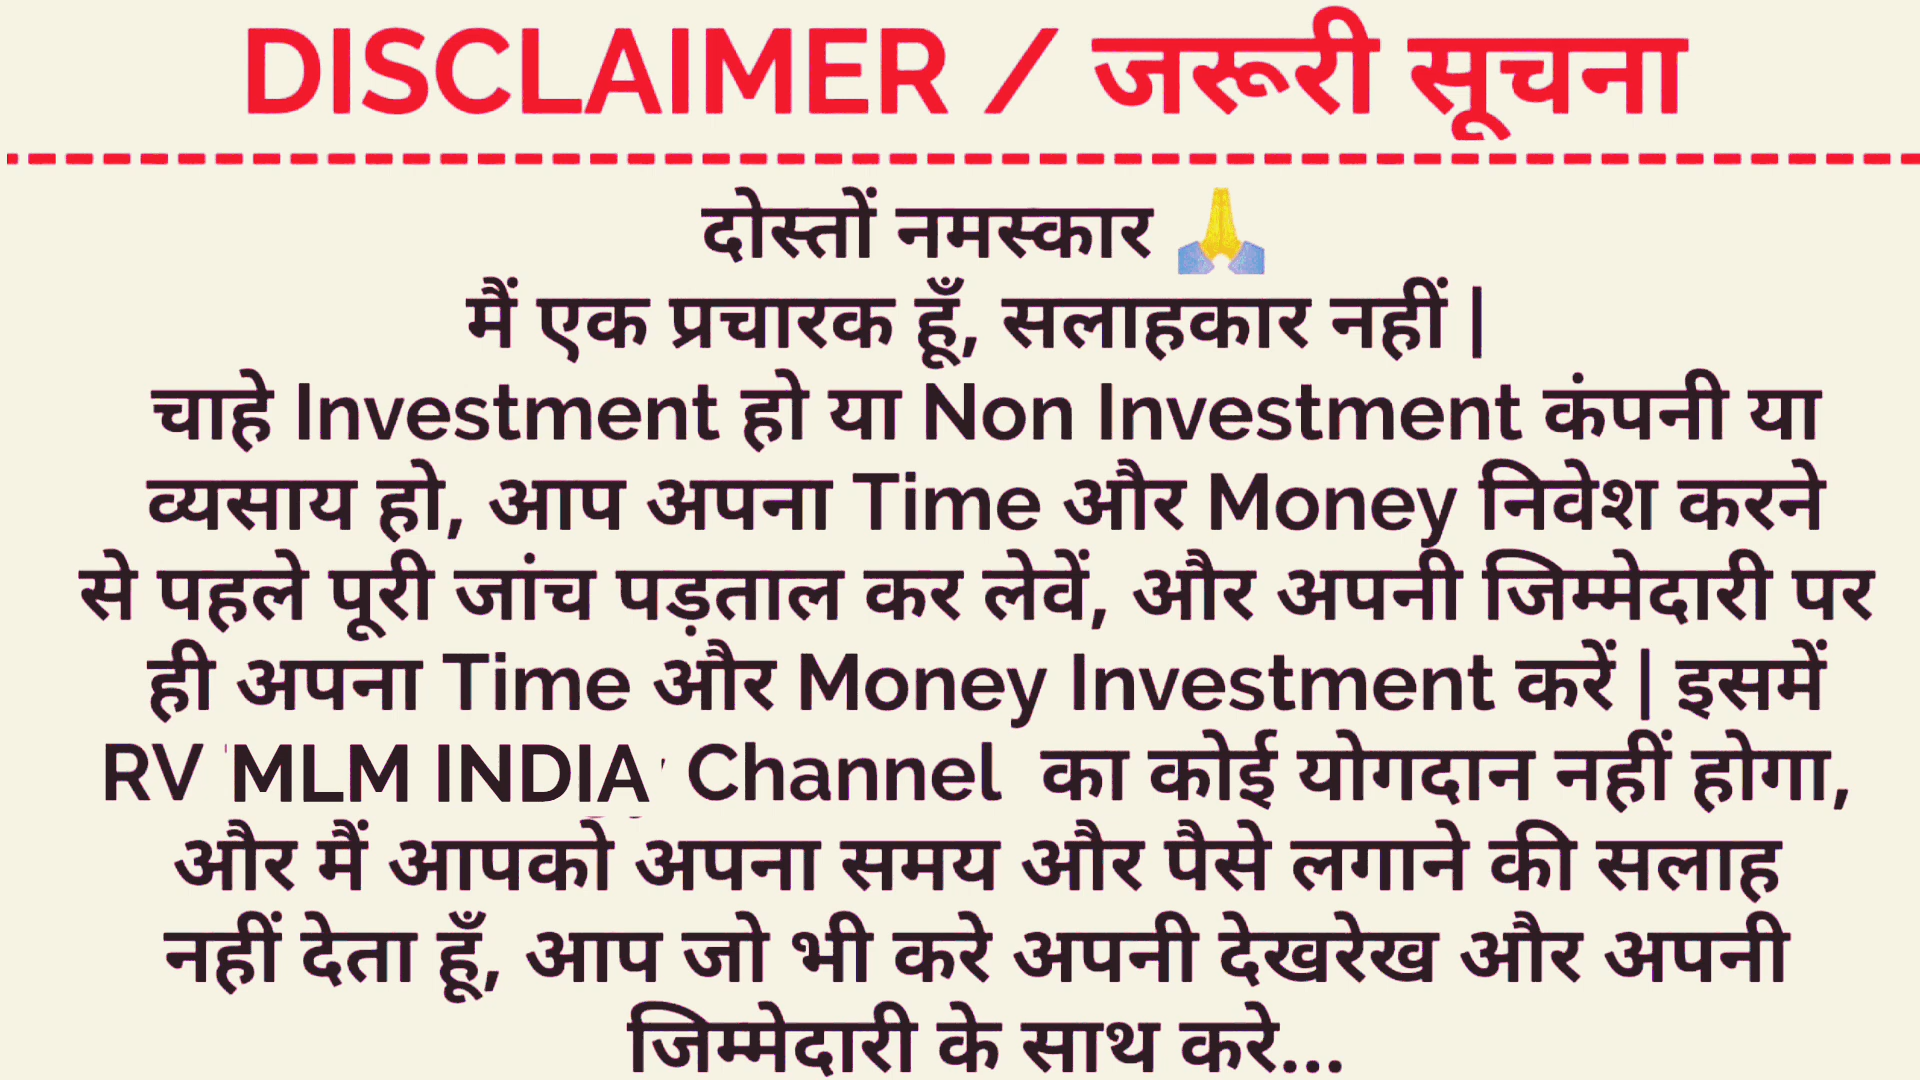 DISCLAIMER / जरूरी सूचना
दोस्तों नमस्कार 🙏
मैं एक प्रचारक हूँ, सलाहकार नहीं |
चाहे Investment हो या Non Investment कंपनी या
व्यसाय हो, आप अपना Time और Money निवेश करने
से पहले पूरी जांच पड़ताल कर लेवें, और अपनी जिम्मेदारी पर
ही अपना Time और Money Investment करें | इसमें
RV MLM INDIA Channel का कोई योगदान नहीं होगा,
और मैं आपको अपना समय और पैसे लगाने की सलाह
नहीं देता हूँ, आप जो भी करे अपनी देखरेख और अपनी
जिम्मेदारी के साथ करे...